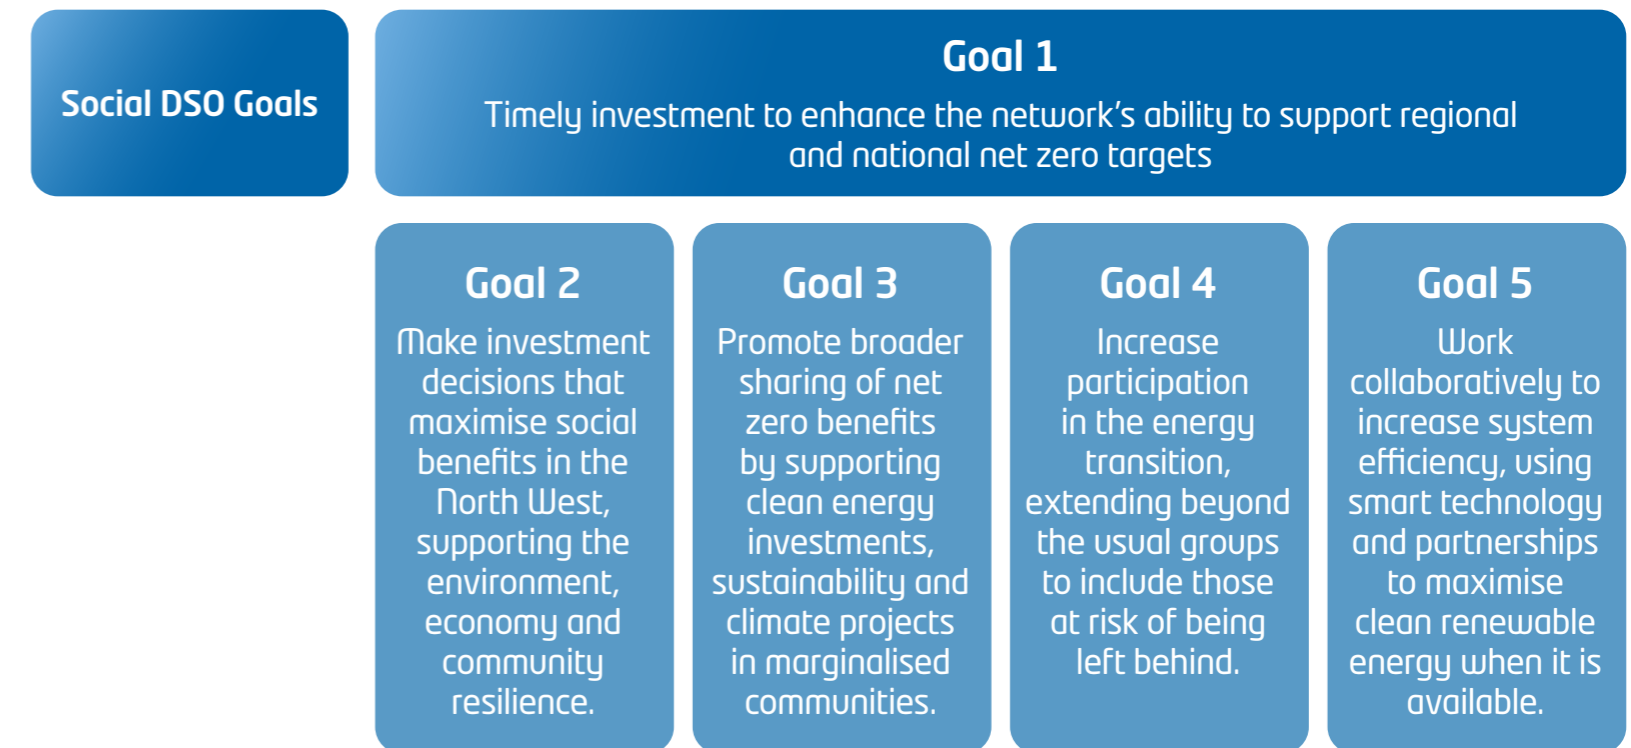 Social DSO Goals
Goal 1
Timely investment to enhance the network’s ability to support regional
and national net zero targets
Goal 2
Make investment
decisions that
maximise social
benefits in the
North West,
supporting the
environment,
economy and
community
resilience.
Goal 3
Promote broader
sharing of net
zero benefits
by supporting
clean energy
investments,
sustainability and
climate projects
in marginalised
communities.
Goal 4
Increase
participation
in the energy
transition,
extending beyond
the usual groups
to include those
at risk of being
left behind.
Goal 5
Work
collaboratively to
increase system
efficiency, using
smart technology
and partnerships
to maximise
clean renewable
energy when it is
available.